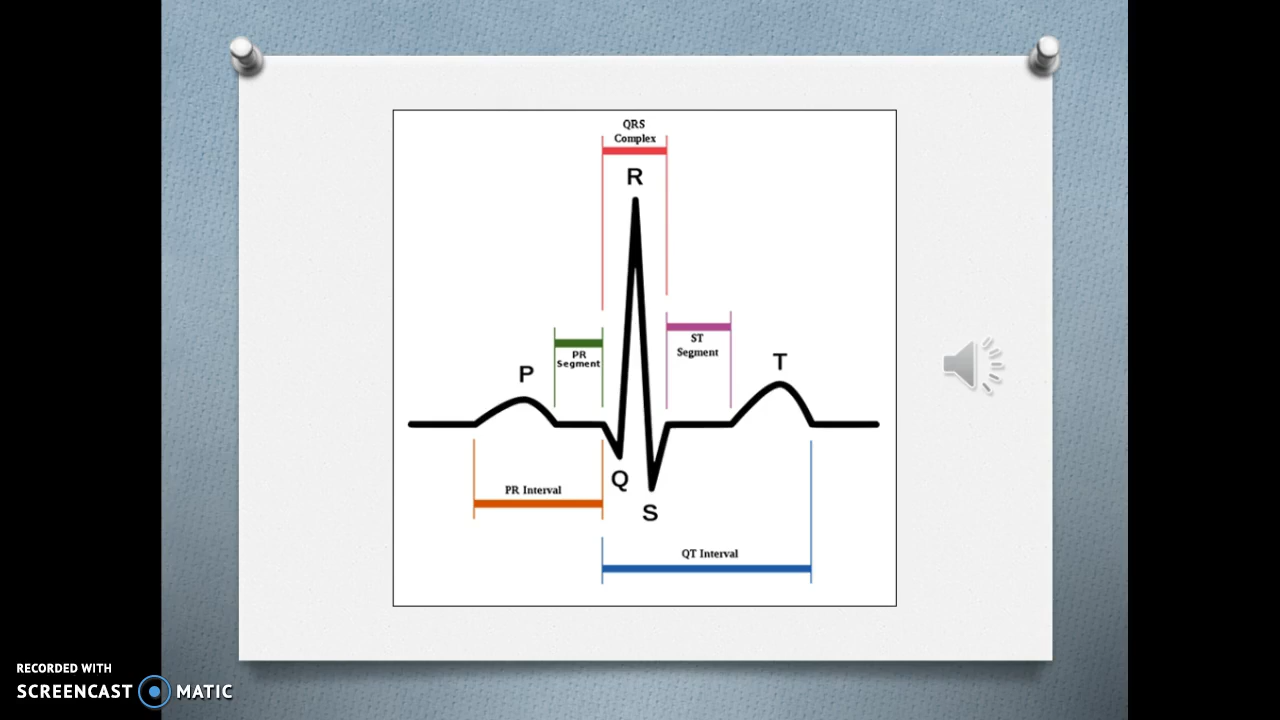 QRS
Complex
R
ST
Segment
PR
Segment
P
T
Q
PR Interval
S
QT Interval
RECORDED WITH
SCREENCAST MATIC